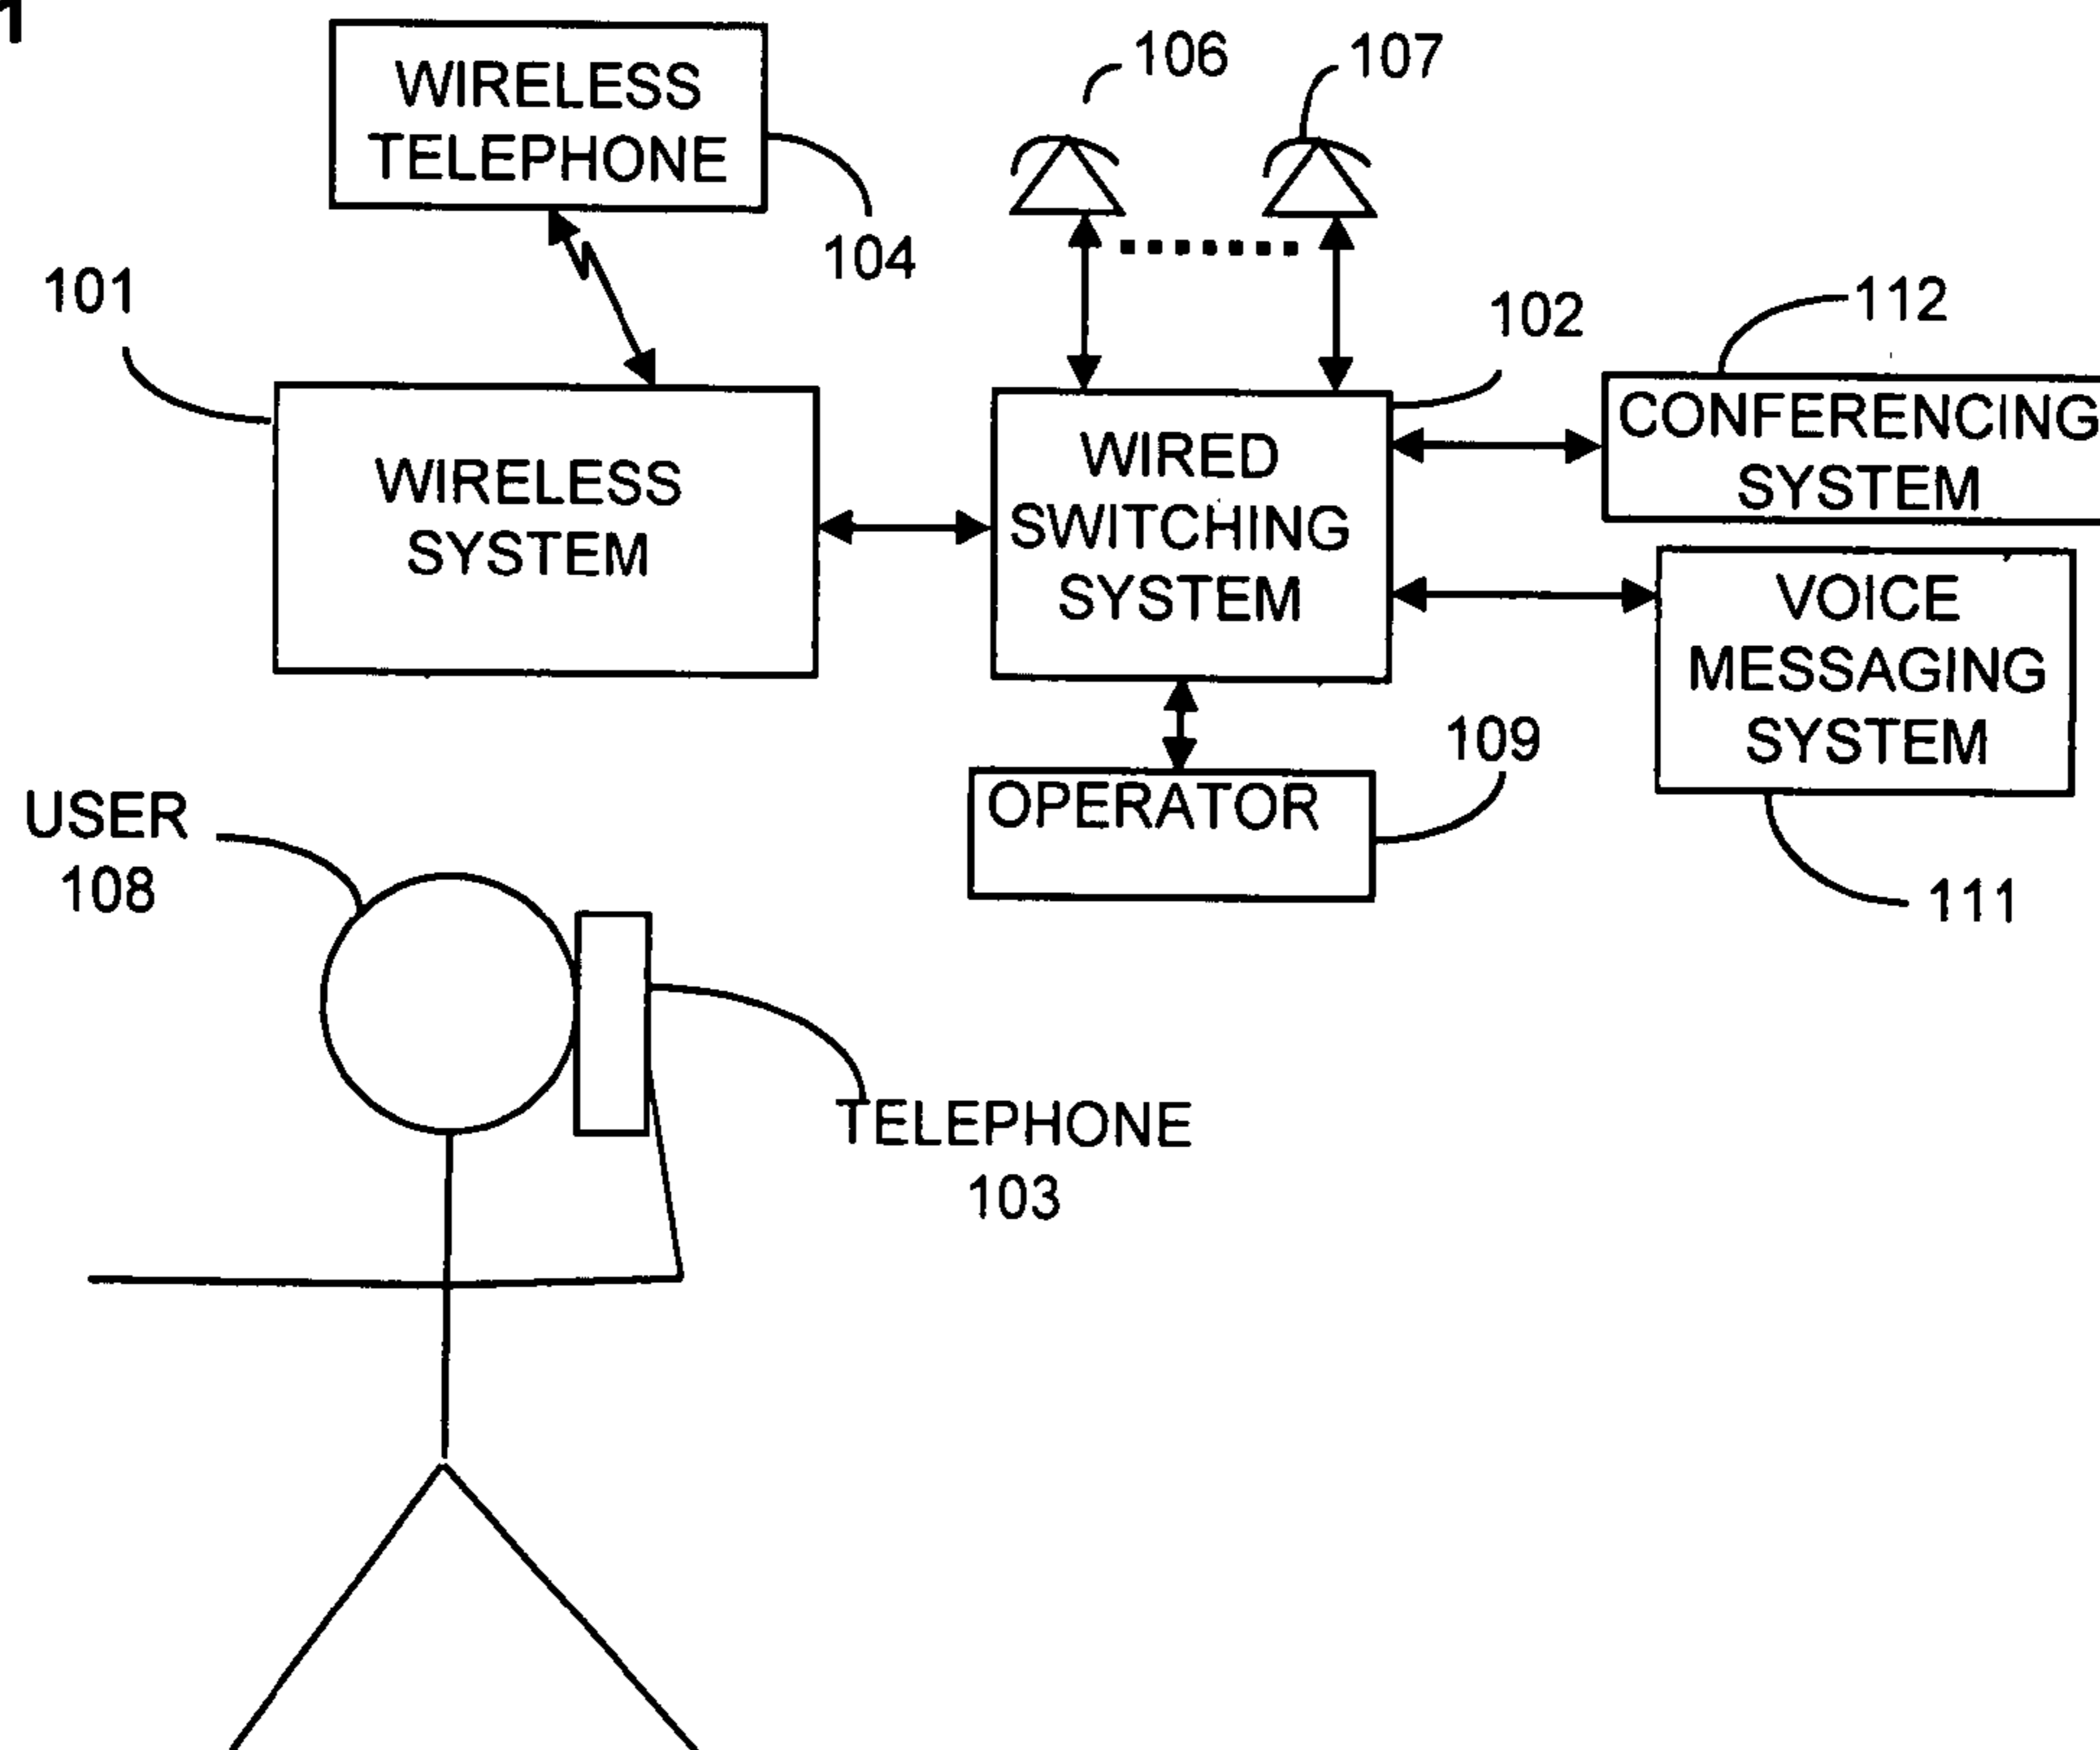 1
WIRELESS
TELEPHONE
104
106
107
101
102
112
WIRELESS
SYSTEM
WIRED
SWITCHING
SYSTEM
CONFERENCING
SYSTEM
VOICE
MESSAGING
SYSTEM
109
OPERATOR
111
USER
108
TELEPHONE
103